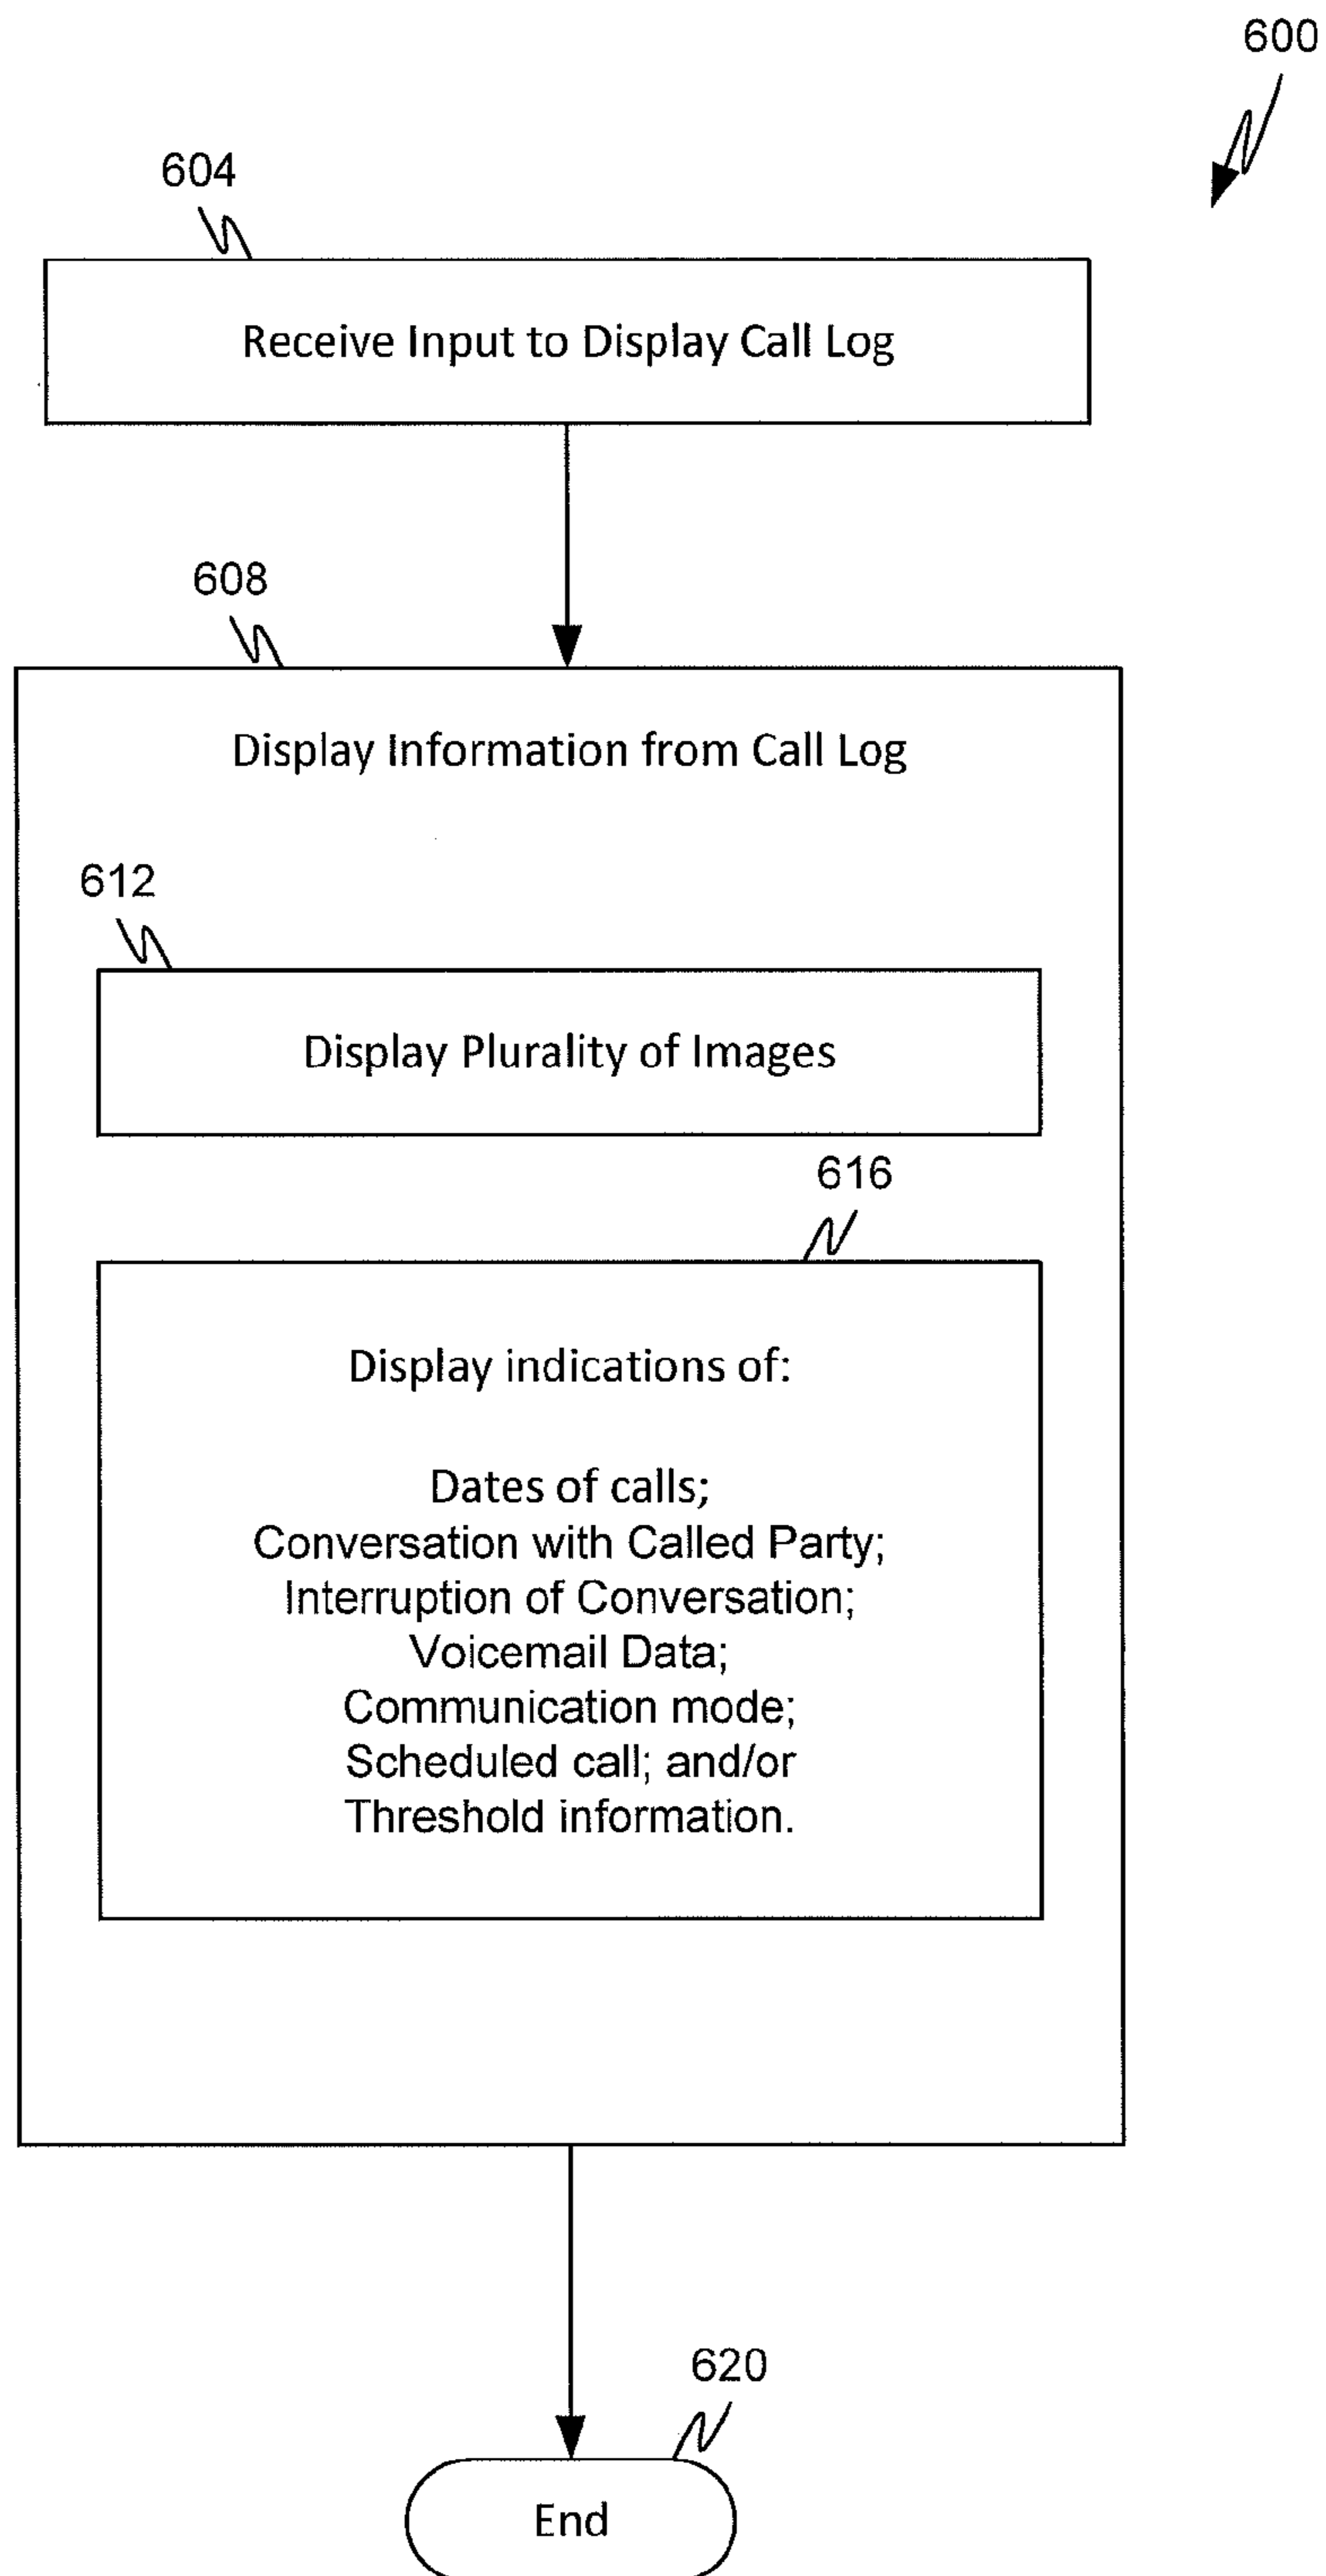 600
604
Receive Input to Display Call Log
608
Display Information from Call Log
612
Display Plurality of Images
616
Display indications of:
Dates of calls;
Conversation with Called Party;
Interruption of Conversation;
Voicemail Data;
Communication mode;
Scheduled call; and/or
Threshold information.
620
End